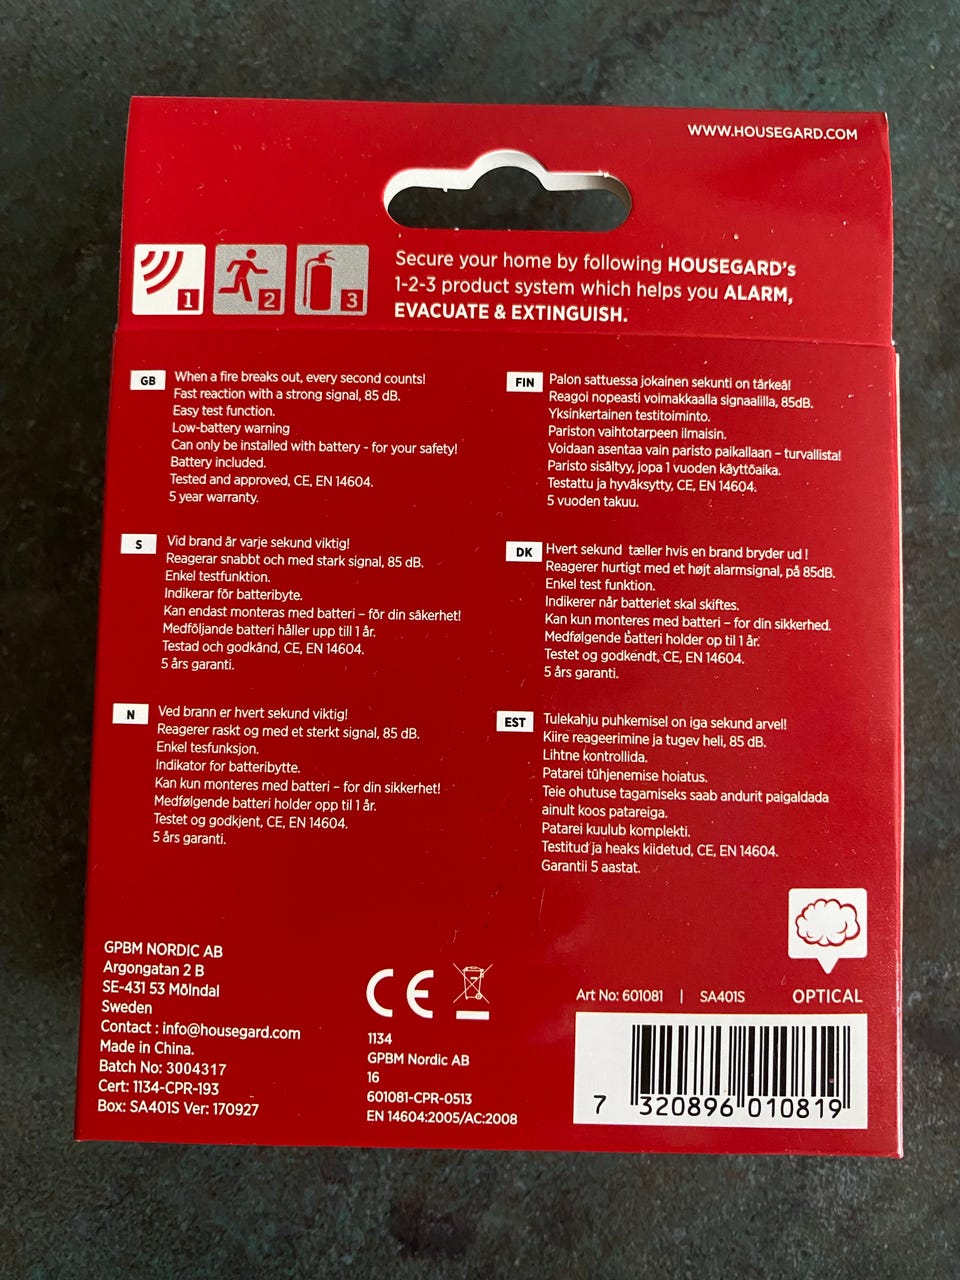 WWW.HOUSEGARD.COM
1
2
3
Secure your home by following HOUSEGARD's
1-2-3 product system which helps you ALARM,
EVACUATE & EXTINGUISH.
GB
When a fire breaks out, every second counts!
Fast reaction with a strong signal, 85 dB.
Easy test function.
Low-battery warning
Can only be installed with battery - for your safety!
Battery included.
Tested and approved, CE, EN 14604.
5 year warranty.
FIN
Palon sattuessa jokainen sekunti on tärkeä!
Reagoi nopeasti voimakkaalla signaalilla, 85dB.
Yksinkertainen testitoiminto.
Pariston vaihtotarpeen ilmaisin.
Voidaan asentaa vain paristo paikallaan – turvallista!
Paristo sisältyy, jopa 1 vuoden käyttöaika.
Testattu ja hyväksytty, CE, EN 14604.
5 vuoden takuu.
S
Vid brand är varje sekund viktig!
Reagerar snabbt och med stark signal, 85 dB.
Enkel testfunktion.
Indikerar för batteribyte.
Kan endast monteras med batteri – för din säkerhet!
Medföljande batteri håller upp till 1 år.
Testad och godkänd, CE, EN 14604.
5 års garanti.
DK
Hvert sekund tæller hvis en brand bryder ud !
Reagerer hurtigt med et højt alarmsignal, på 85dB.
Enkel test funktion.
Indikerer når batteriet skal skiftes.
Kan kun monteres med batteri – for din sikkerhed.
Medfølgende batteri holder op til 1 år.
Testet og godkendt, CE, EN 14604.
5 års garanti.
N
Ved brann er hvert sekund viktig!
Reagerer raskt og med et sterkt signal, 85 dB.
Enkel tesfunksjon.
Indikator for batteribytte.
Kan kun monteres med batteri – for din sikkerhet!
Medfølgende batteri holder opp til 1 år.
Testet og godkjent, CE, EN 14604.
5 års garanti.
EST
Tulekahju puhkemisel on iga sekund arvel!
Kiire reageerimine ja tugev heli, 85 dB.
Lihtne kontrollida.
Patarei tühjenemise hoiatus.
Teie ohutuse tagamiseks saab andurit paigaldada
ainult koos patareiga.
Patarei kuulub komplekti.
Testitud ja heaks kiidetud, CE, EN 14604.
Garantii 5 aastat.
GPBM NORDIC AB
Argongatan 2 B
SE-431 53 Mölndal
Sweden
Contact : info@housegard.com
Made in China.
Batch No: 3004317
Cert: 1134-CPR-193
Box: SA401S Ver: 170927
CE
1134
GPBM Nordic AB
16
601081-CPR-0513
EN 14604:2005/AC:2008
Art No: 601081 | SA401S OPTICAL
7 320896 010819